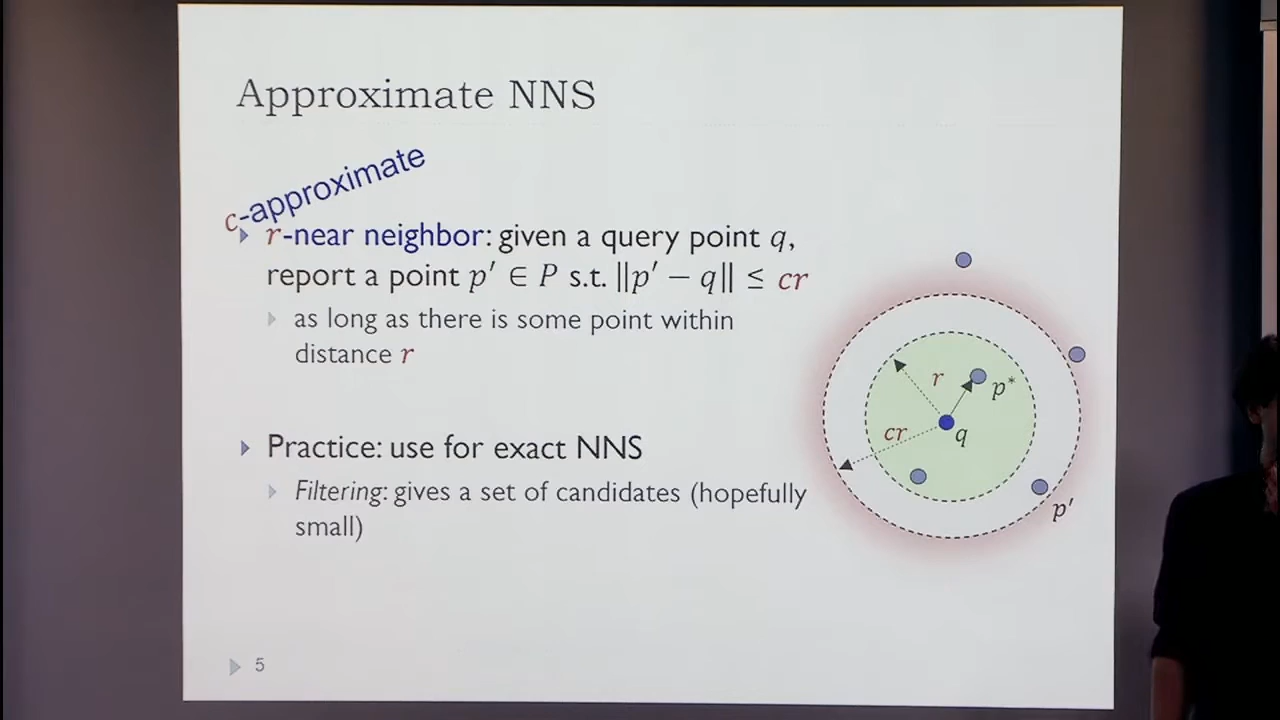 Approximate NNS
c-approximate
r-near neighbor: given a query point q,
report a point p′ ∈ P s.t. ‖p′ − q‖ ≤ cr
as long as there is some point within
distance r
Practice: use for exact NNS
Filtering: gives a set of candidates (hopefully
small)
r
p*
cr
q
p′
5